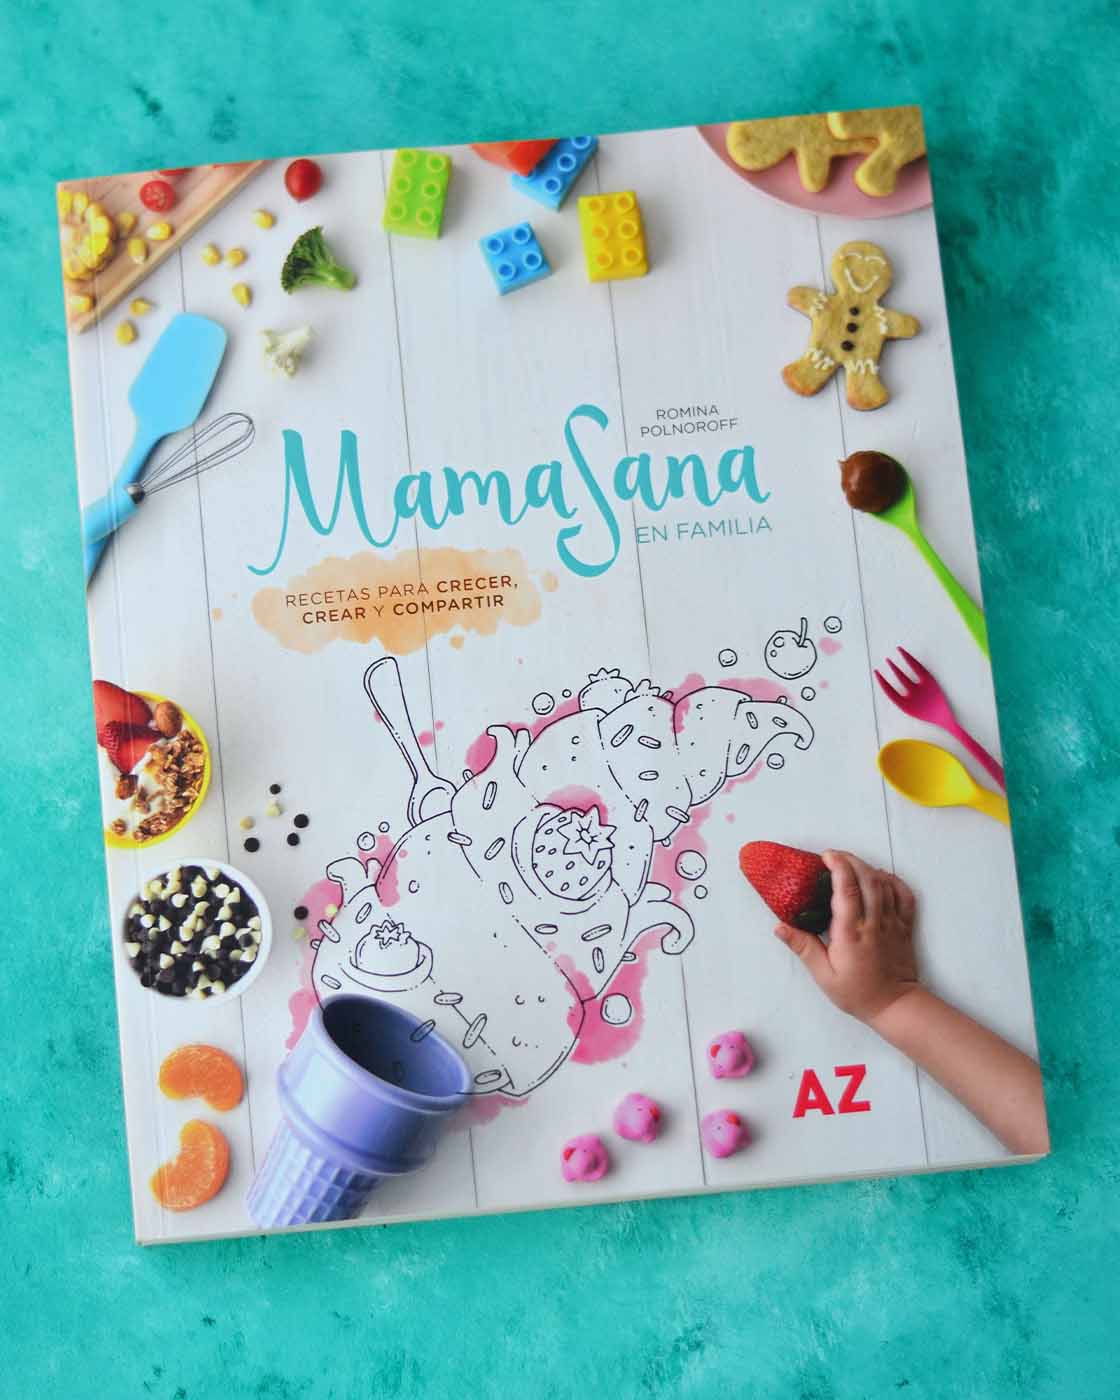 ROMINA
POLNOROFF
MamaSana
EN FAMILIA
RECETAS PARA CRECER,
CREAR Y COMPARTIR
AZ